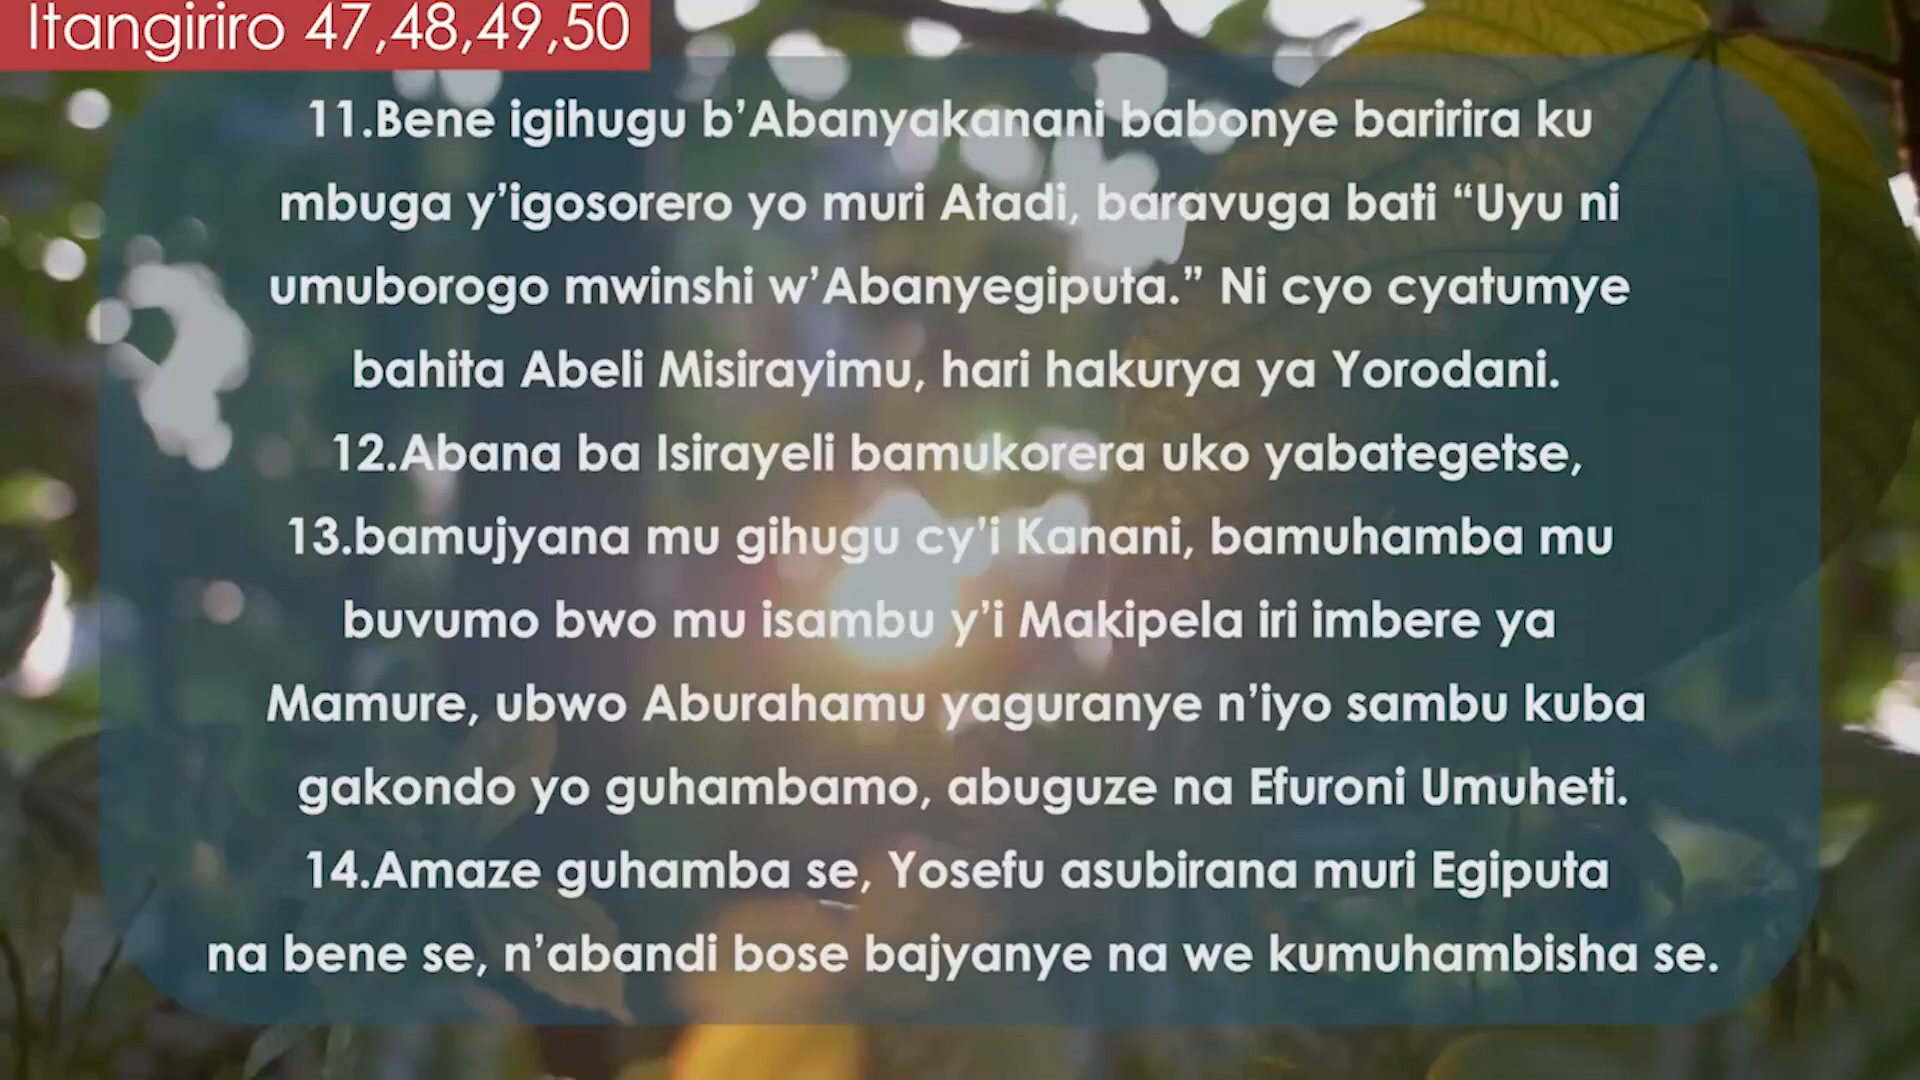 Itangiriro 47,48,49,50
11.Bene igihugu b’Abanyakanani babonye baririra ku
mbuga y’igosorero yo muri Atadi, baravuga bati “Uyu ni
umuborogo mwinshi w’Abanyegiputa.” Ni cyo cyatumye
bahita Abeli Misirayimu, hari hakurya ya Yorodani.
12.Abana ba Isirayeli bamukorera uko yabategetse,
13.bamujyana mu gihugu cy’i Kanani, bamuhamba mu
buvumo bwo mu isambu y’i Makipela iri imbere ya
Mamure, ubwo Aburahamu yaguranye n’iyo sambu kuba
gakondo yo guhambamo, abuguze na Efuroni Umuheti.
14.Amaze guhamba se, Yosefu asubirana muri Egiputa
na bene se, n’abandi bose bajyanye na we kumuhambisha se.